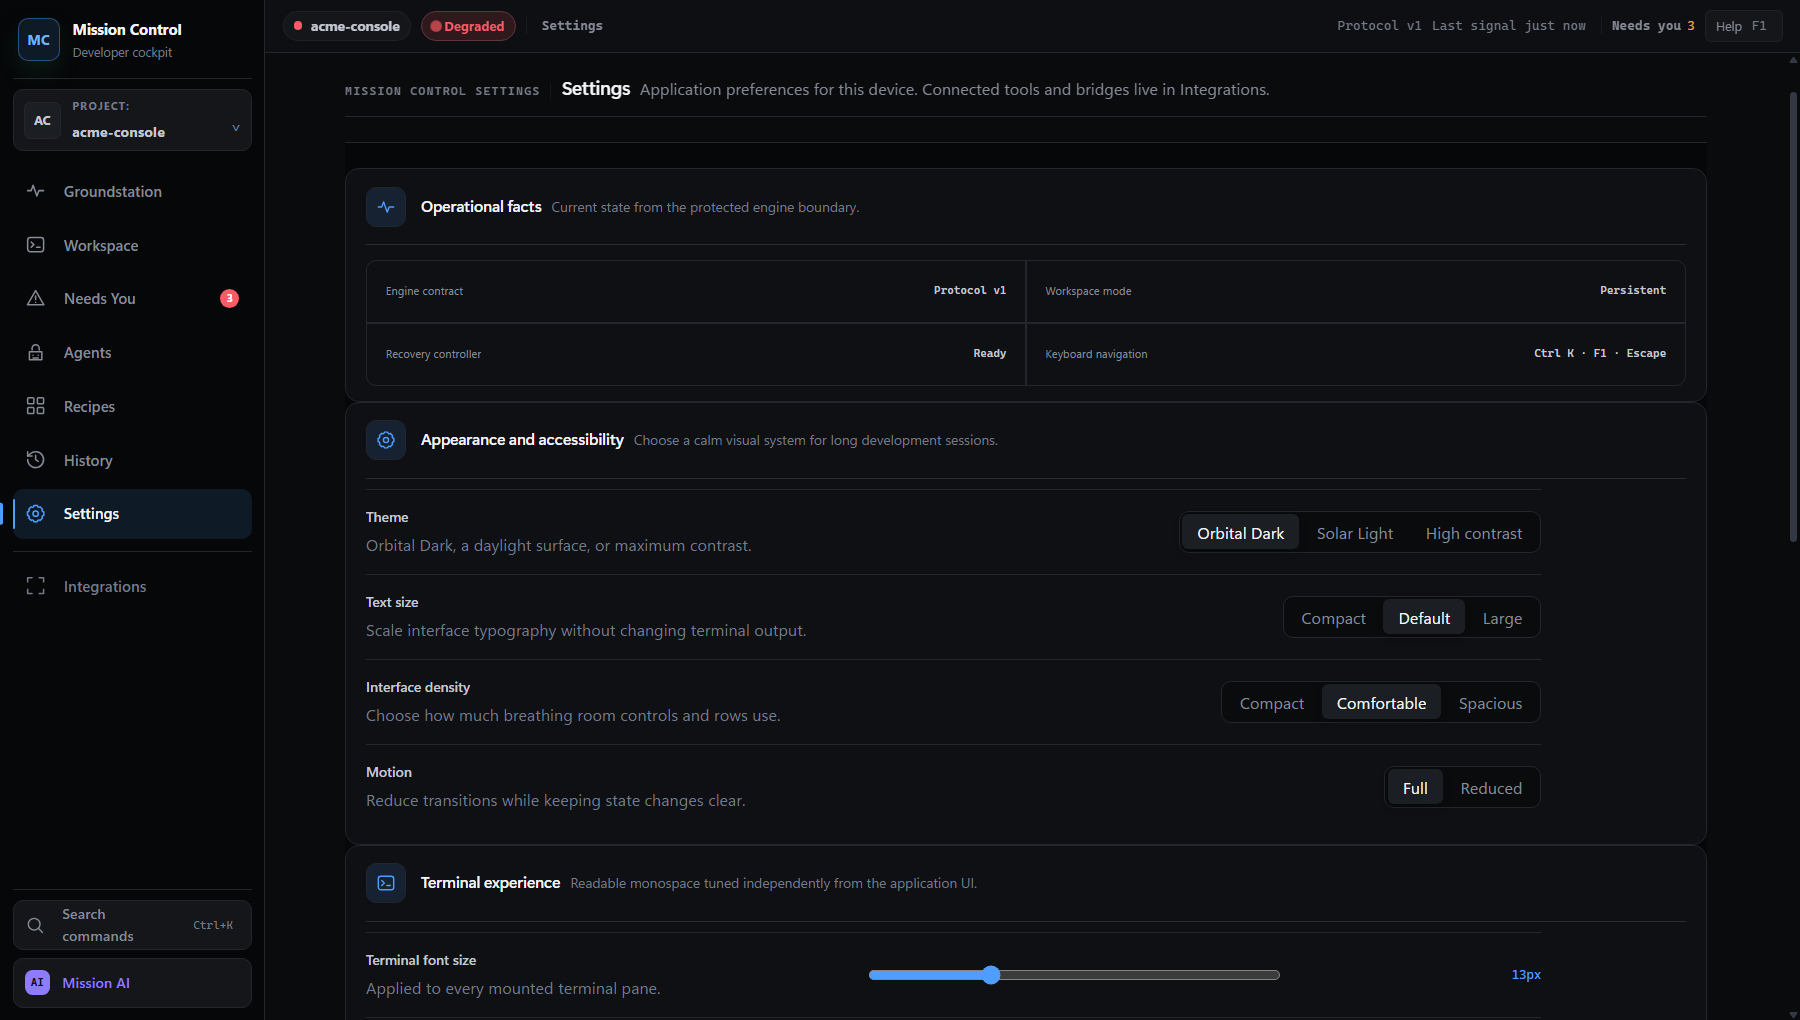 MC
Mission Control
Developer cockpit
AC
PROJECT:
acme-console
Groundstation
Workspace
Needs You
3
Agents
Recipes
History
Settings
Integrations
Search
commands
Ctrl+K
AI
Mission AI
acme-console
Degraded
Settings
Protocol v1
Last signal just now
Needs you 3
Help F1
MISSION CONTROL SETTINGS
Settings
Application preferences for this device. Connected tools and bridges live in Integrations.
Operational facts
Current state from the protected engine boundary.
Engine contract
Protocol v1
Workspace mode
Persistent
Recovery controller
Ready
Keyboard navigation
Ctrl K · F1 · Escape
Appearance and accessibility
Choose a calm visual system for long development sessions.
Theme
Orbital Dark, a daylight surface, or maximum contrast.
Orbital Dark
Solar Light
High contrast
Text size
Scale interface typography without changing terminal output.
Compact
Default
Large
Interface density
Choose how much breathing room controls and rows use.
Compact
Comfortable
Spacious
Motion
Reduce transitions while keeping state changes clear.
Full
Reduced
Terminal experience
Readable monospace tuned independently from the application UI.
Terminal font size
Applied to every mounted terminal pane.
13px